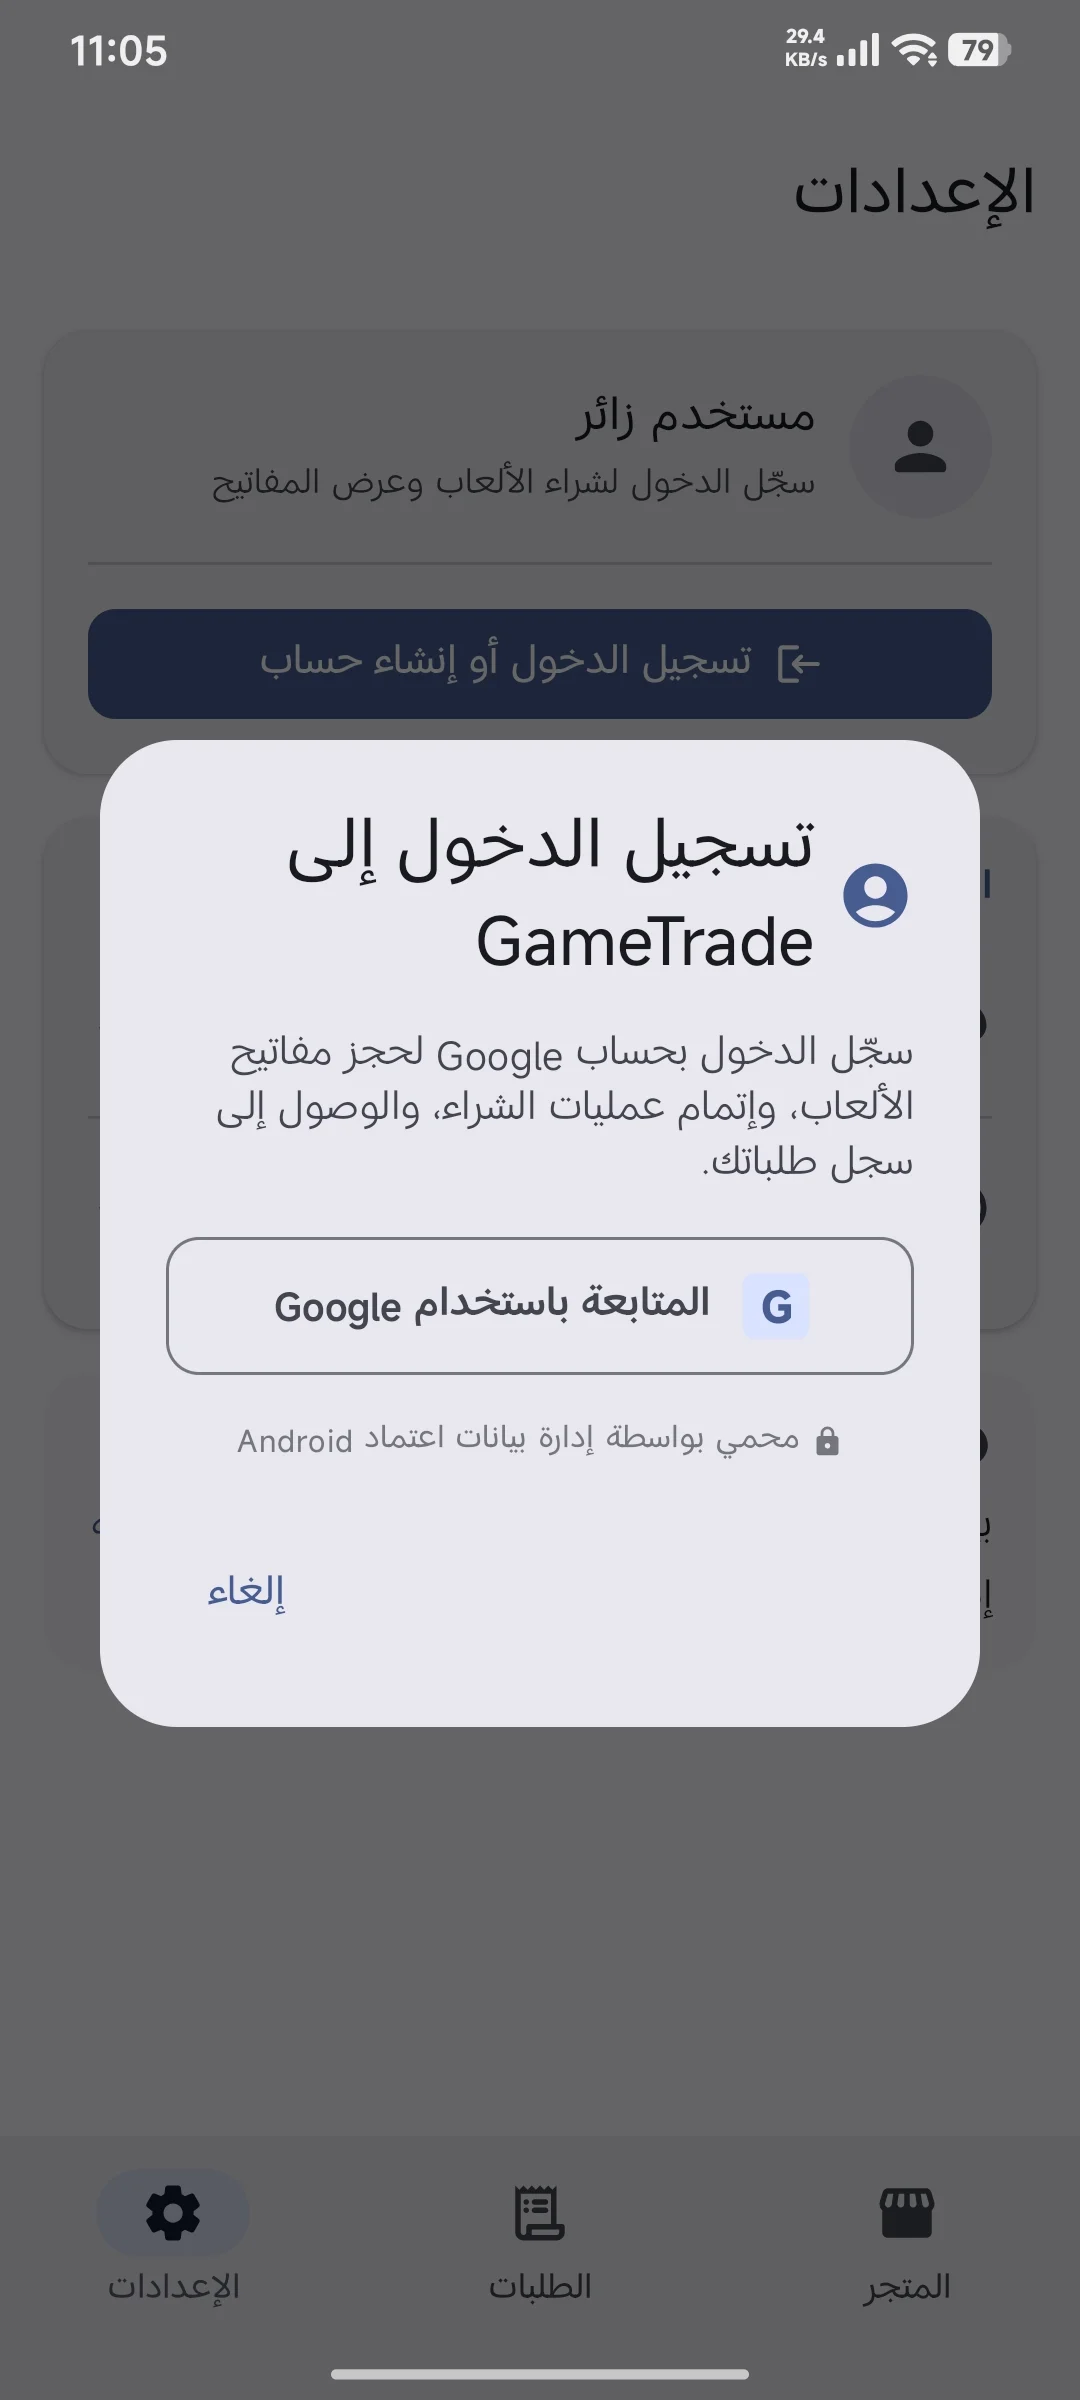 11:05
29.4
KB/s
79
الإعدادات
مستخدم زائر
سجّل الدخول لشراء الألعاب وعرض المفاتيح
تسجيل الدخول أو إنشاء حساب
تسجيل الدخول إلى
GameTrade
سجّل الدخول بحساب Google لحجز مفاتيح
الألعاب، وإتمام عمليات الشراء، والوصول إلى
سجل طلباتك.
G المتابعة باستخدام Google
محمي بواسطة إدارة بيانات اعتماد Android
إلغاء
المتجر
الطلبات
الإعدادات